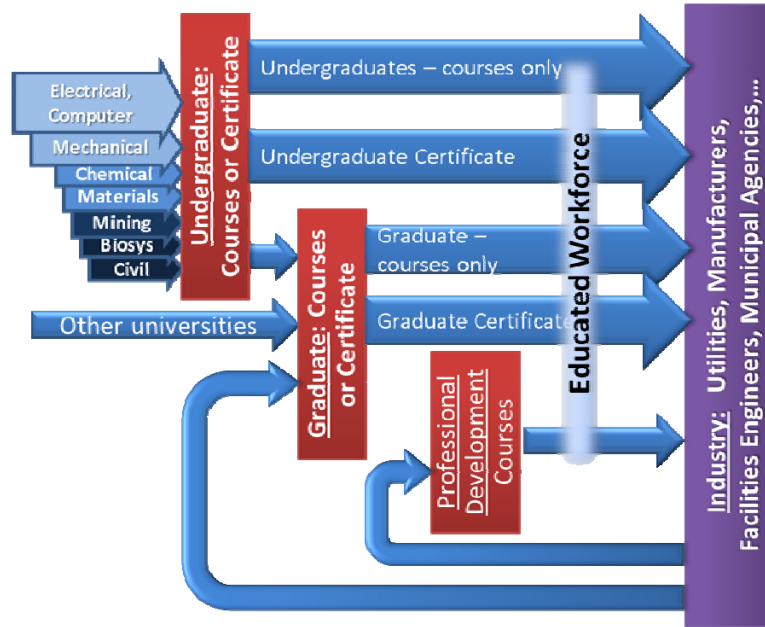 Electrical,
Computer
Mechanical
Chemical
Materials
Mining
Biosys
Civil
Undergraduate:
Courses or Certificate
Undergraduates – courses only
Undergraduate Certificate
Graduate –
courses only
Graduate Certificate
Other universities
Graduate: Courses
or Certificate
Professional
Development
Courses
Educated Workforce
Industry: Utilities, Manufacturers,
Facilities Engineers, Municipal Agencies,...